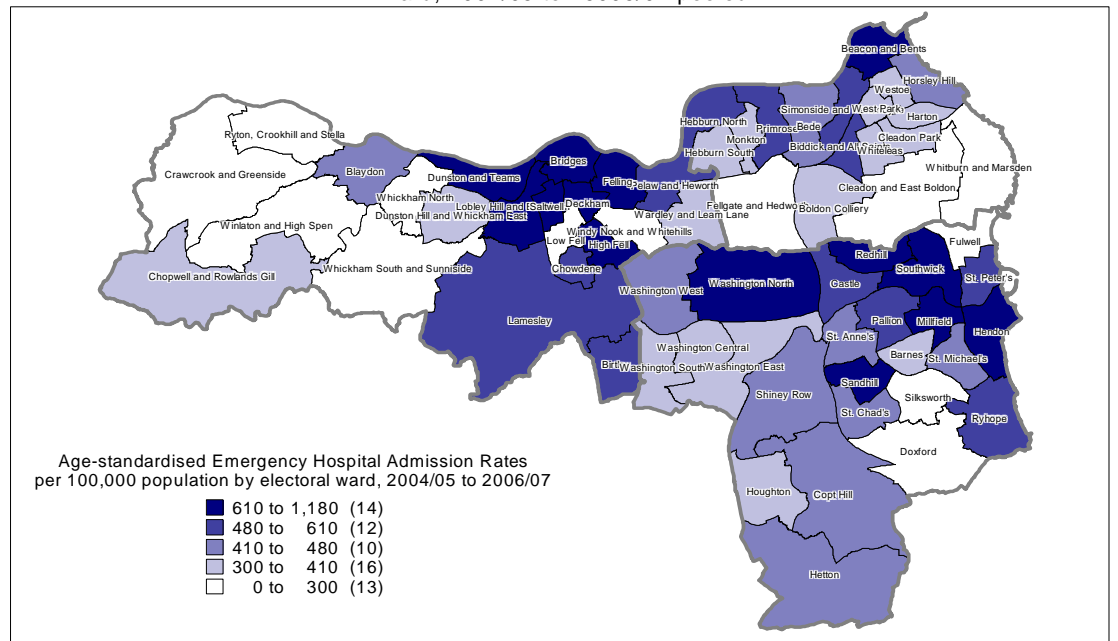 Beacon and Bents
Horsley Hill
Westoe
Simonside and West Park
Harton
Hebburn North
Primrose
Bede
Monkton
Cleadon Park
Hebburn South
Biddick and All Saints
Whiteleas
Ryton, Crookhill and Stella
Crawcrook and Greenside
Blaydon
Dunston and Teams
Bridges
Felling
Pelaw and Heworth
Whitburn and Marsden
Cleadon and East Boldon
Whickham North
Lobley Hill and
Saltwell
Deckham
Fellgate and Hedworth
Boldon Colliery
Dunston Hill and Whickham East
Wardley and Leam Lane
Winlaton and High Spen
Windy Nook and Whitehills
Low Fell
High Fell
Fulwell
Redhill
Southwick
Whickham South and Sunniside
Chowdene
Chopwell and Rowlands Gill
Washington West
Washington North
Castle
St. Peter's
Lamesley
Pallion
Millfield
Hendon
St. Anne's
Washington Central
Barnes
St. Michael's
Washington South
Washington East
Sandhill
Shiney Row
Silksworth
St. Chad's
Ryhope
Doxford
Houghton
Copt Hill
Hetton
Age-standardised Emergency Hospital Admission Rates
per 100,000 population by electoral ward, 2004/05 to 2006/07
610 to 1,180 (14)
480 to 610 (12)
410 to 480 (10)
300 to 410 (16)
0 to 300 (13)